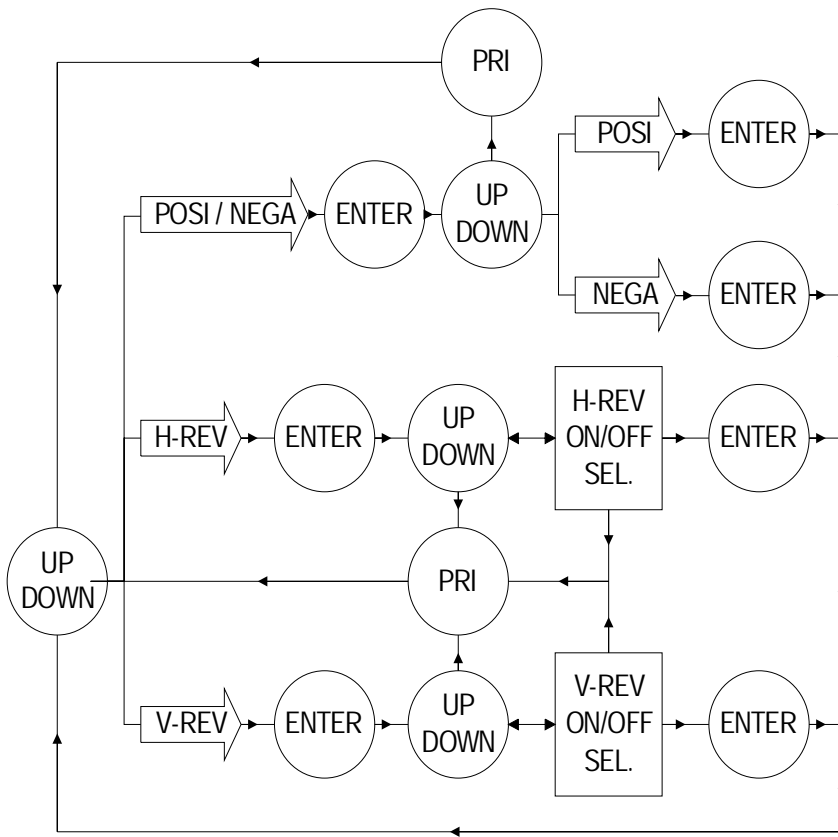 PRI
POSI
ENTER
POSI / NEGA
ENTER
UP
DOWN
NEGA
ENTER
H-REV
ENTER
UP
DOWN
H-REV
ON/OFF
SEL.
ENTER
UP
DOWN
PRI
V-REV
ENTER
UP
DOWN
V-REV
ON/OFF
SEL.
ENTER